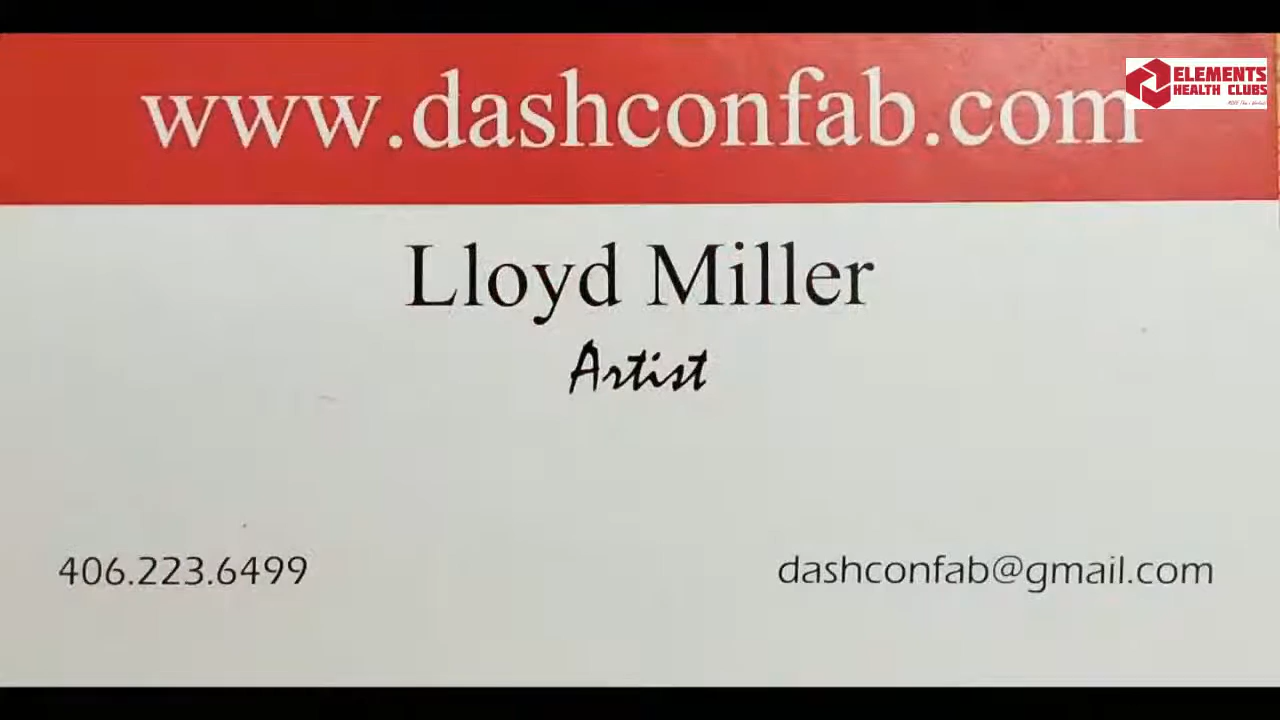 www.dashconfab.com
ELEMENTS
HEALTH CLUBS
Lloyd Miller
Artist
406.223.6499
dashconfab@gmail.com